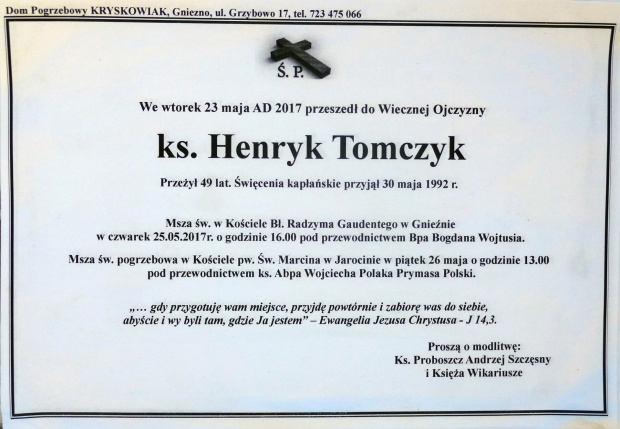 Dom Pogrzebowy KRYSKOWIAK, Gniezno, ul. Grzybowo 17, tel. 723 475 066
Ś. P.
We wtorek 23 maja AD 2017 przeszedł do Wiecznej Ojczyzny
ks. Henryk Tomczyk
Przeżył 49 lat. Święcenia kapłańskie przyjął 30 maja 1992 r.
Msza św. w Kościele Bł. Radzyma Gaudentego w Gnieźnie
w czwarek 25.05.2017r. o godzinie 16.00 pod przewodnictwem Bpa Bogdana Wojtusia.
Msza św. pogrzebowa w Kościele pw. Św. Marcina w Jarocinie w piątek 26 maja o godzinie 13.00
pod przewodnictwem ks. Abpa Wojciecha Polaka Prymasa Polski.
„… gdy przygotuję wam miejsce, przyjdę powtórnie i zabiorę was do siebie,
abyście i wy byli tam, gdzie Ja jestem” – Ewangelia Jezusa Chrystusa - J 14,3.
Proszą o modlitwę:
Ks. Proboszcz Andrzej Szczęsny
i Księża Wikariusze